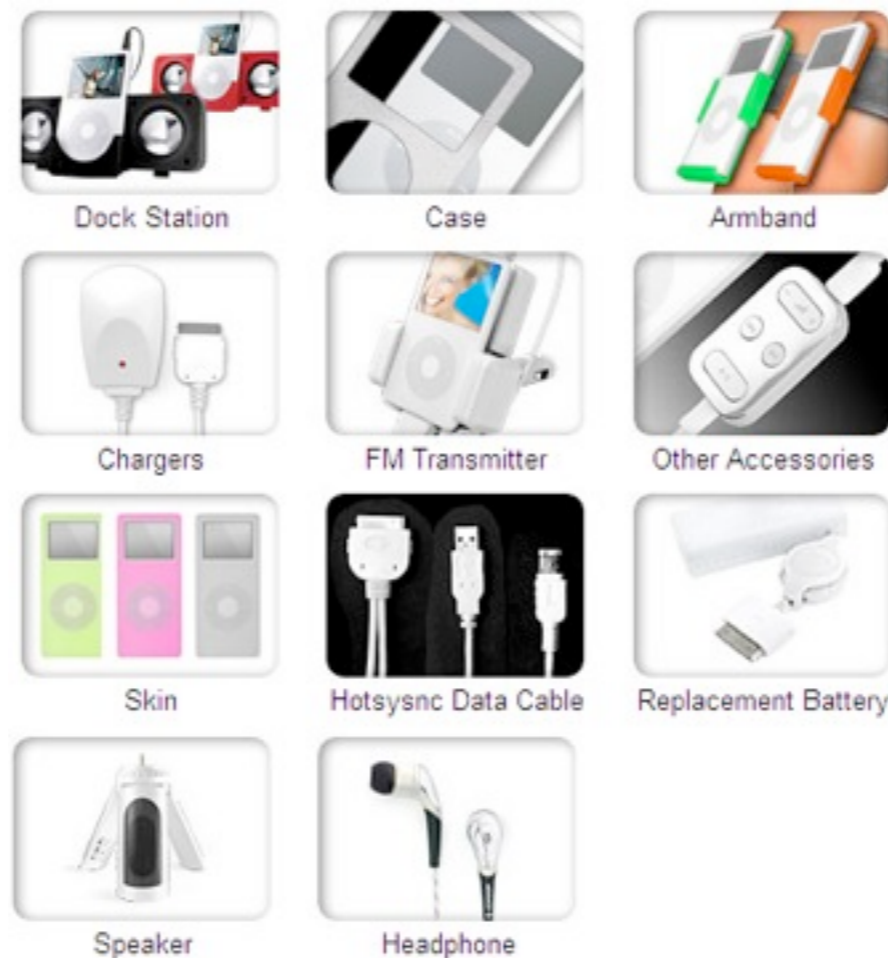 Dock Station
Case
Armband
Chargers
FM Transmitter
Other Accessories
Skin
Hotsysnc Data Cable
Replacement Battery
Speaker
Headphone